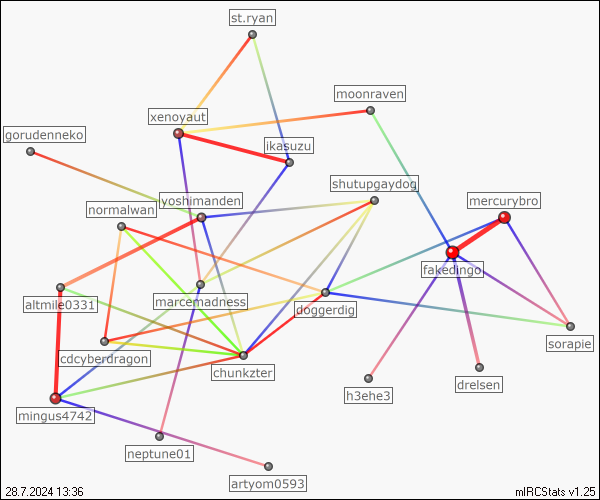 st.ryan
moonraven
xenoyaut
gorudenneko
ikasuzu
shutupgaydog
yoshimanden
mercurybro
normalwan
fakedingo
altmile0331
marcemadness
doggerdig
sorapie
cdcyberdragon
chunkzter
drelsen
h3ehe3
mingus4742
neptune01
artyom0593
28.7.2024 13:36
mIRCStats v1.25